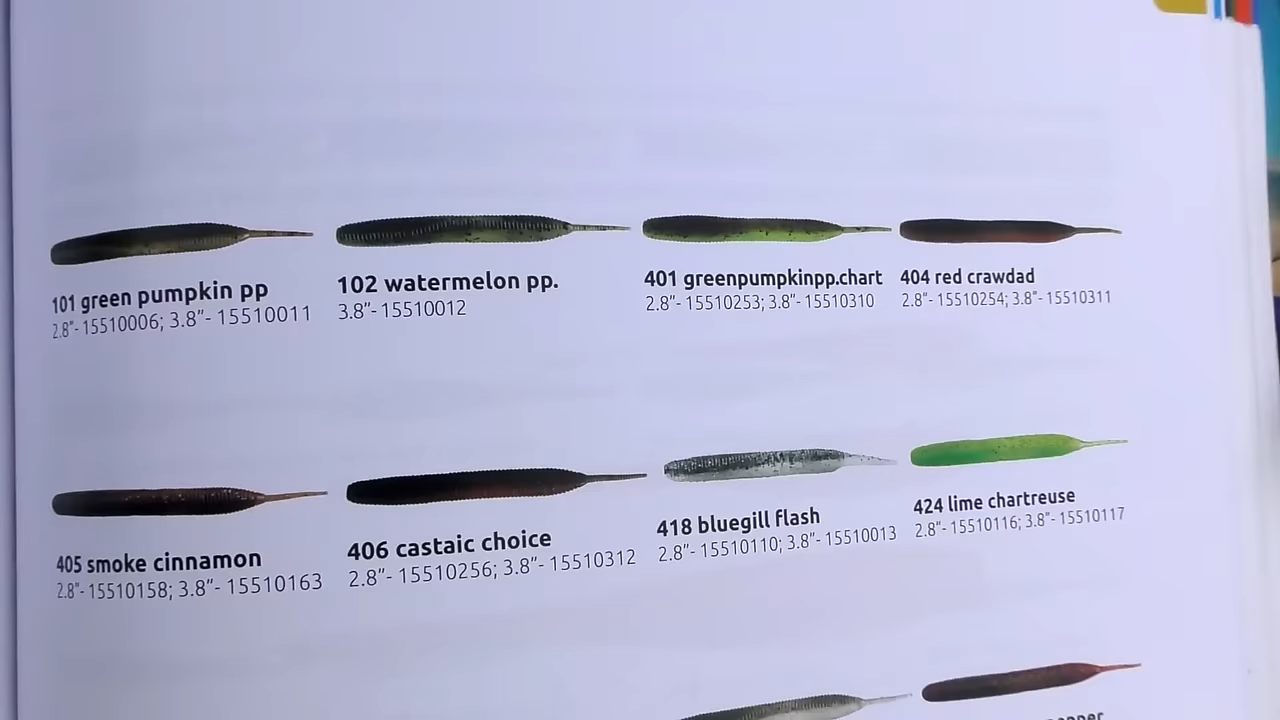 101 green pumpkin pp
2.8"- 15510006; 3.8"- 15510011
102 watermelon pp.
3.8"- 15510012
401 greenpumpkinpp.chart
2.8"- 15510253; 3.8"- 15510310
404 red crawdad
2.8"- 15510254; 3.8"- 15510311
405 smoke cinnamon
2.8"- 15510158; 3.8"- 15510163
406 castaic choice
2.8"- 15510256; 3.8"- 15510312
418 bluegill flash
2.8"- 15510110; 3.8"- 15510013
424 lime chartreuse
2.8"- 15510116; 3.8"- 15510117